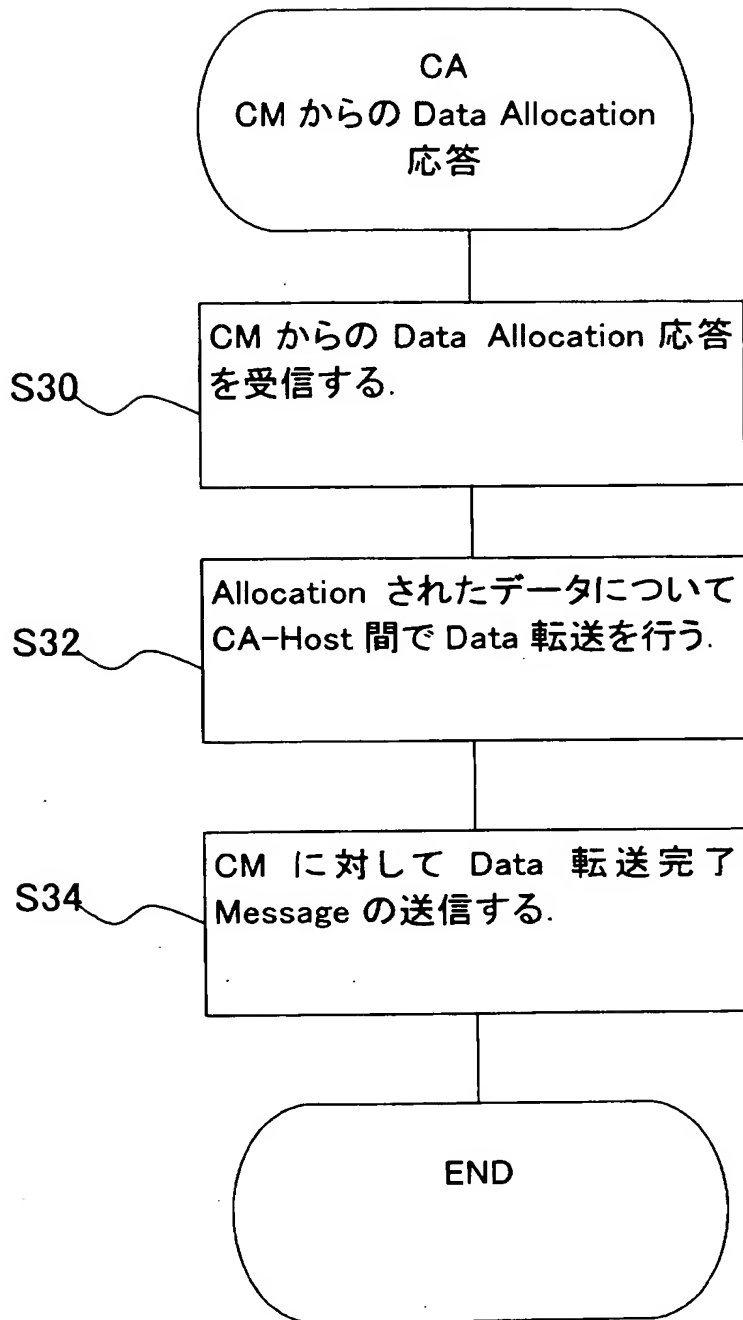 CA
CM からの Data Allocation
応答
S30
CM からの Data Allocation 応答
を受信する.
S32
Allocation されたデータについて
CA-Host 間で Data 転送を行う.
S34
CM に対して Data 転送完了
Message の送信する.
END